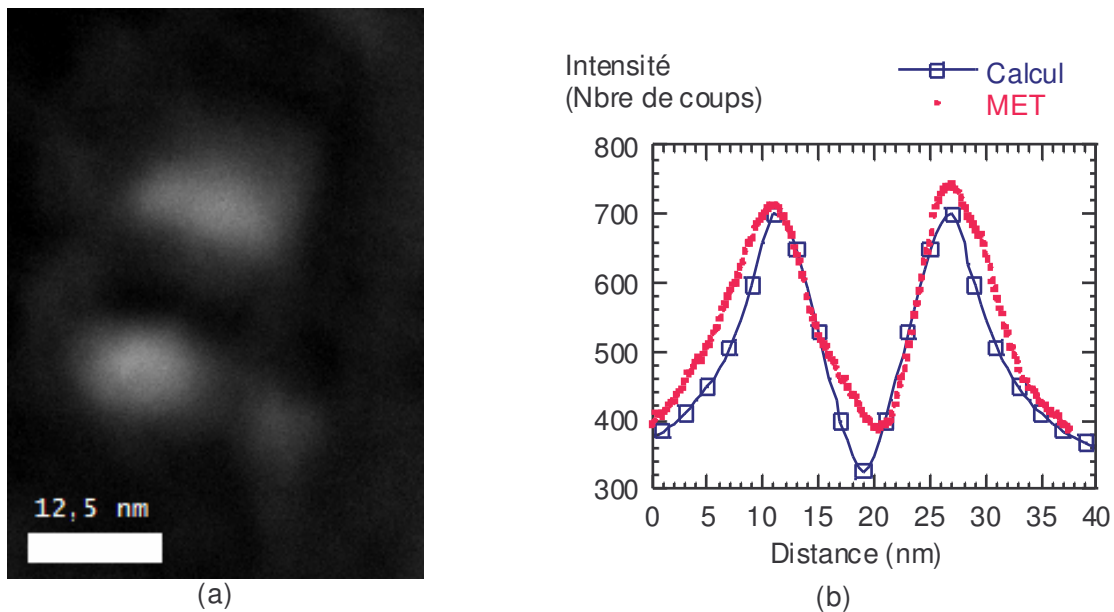 12,5 nm
(a)
Intensité
(Nbre de coups)
Calcul
MET
800
700
600
500
400
300
0 5 10 15 20 25 30 35 40
Distance (nm)
(b)